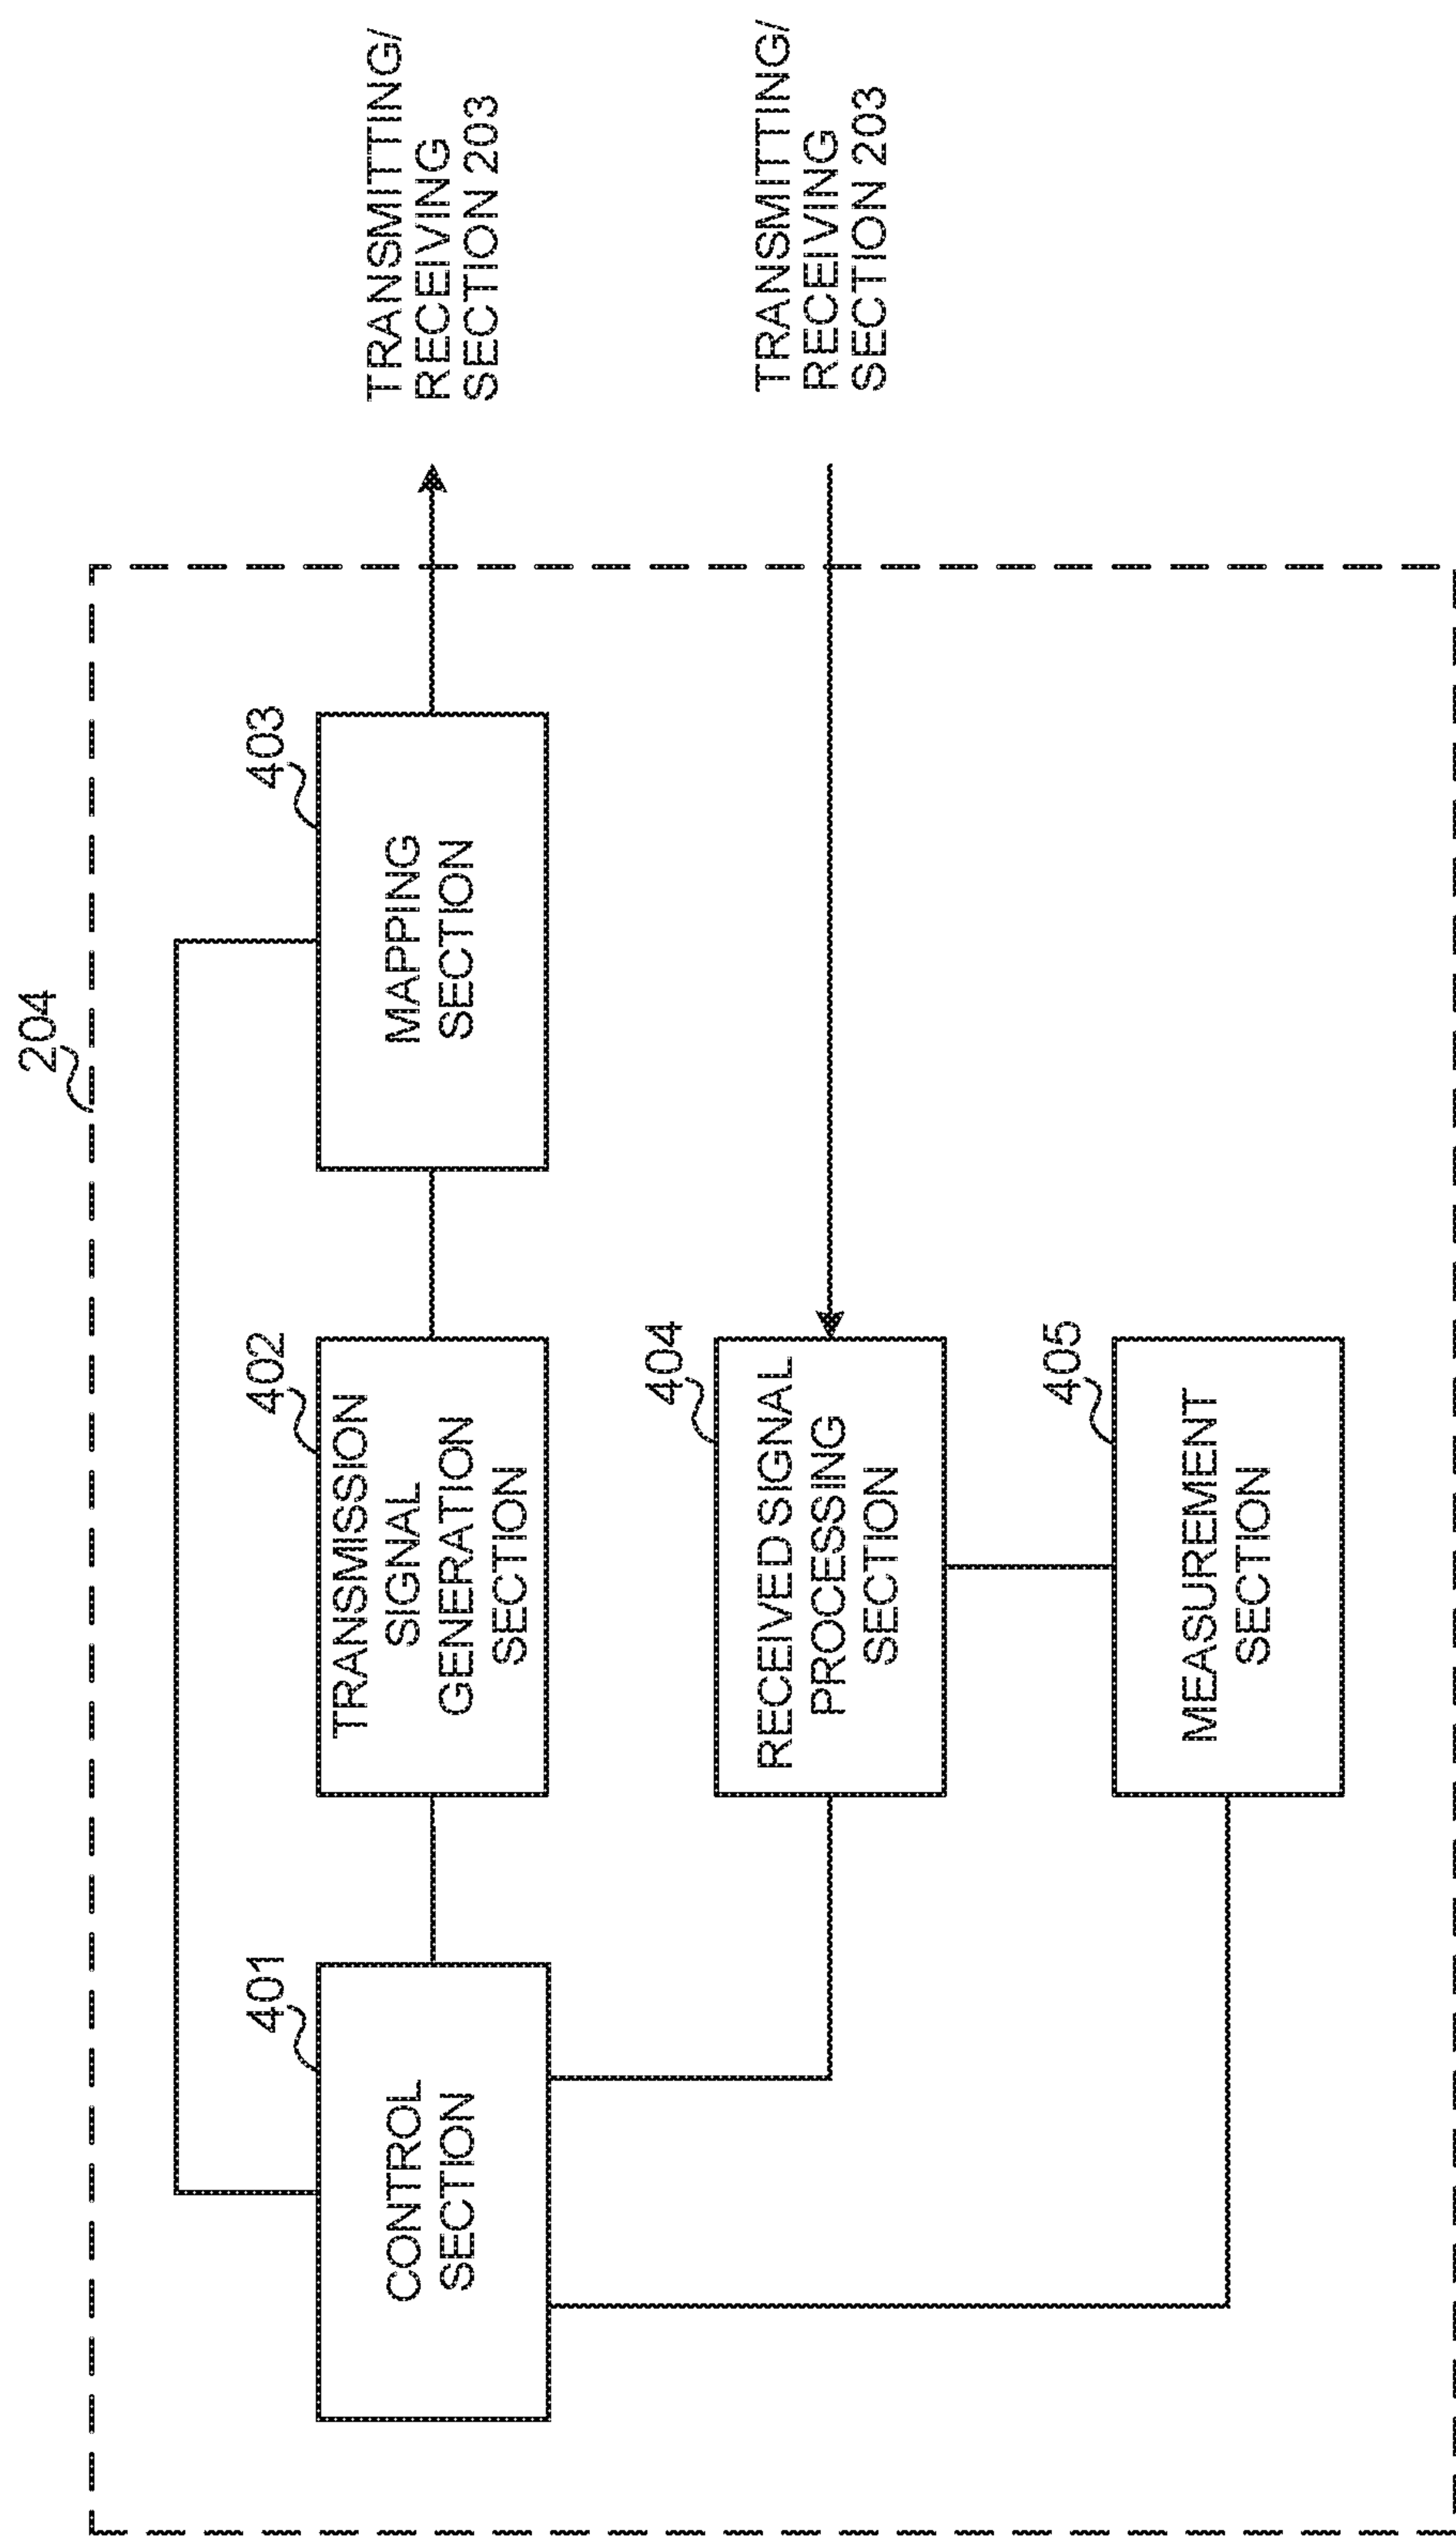 204
401
CONTROL
SECTION
402
TRANSMISSION
SIGNAL
GENERATION
SECTION
403
MAPPING
SECTION
TRANSMITTING/
RECEIVING
SECTION 203
404
RECEIVED SIGNAL
PROCESSING
SECTION
TRANSMITTING/
RECEIVING
SECTION 203
405
MEASUREMENT
SECTION